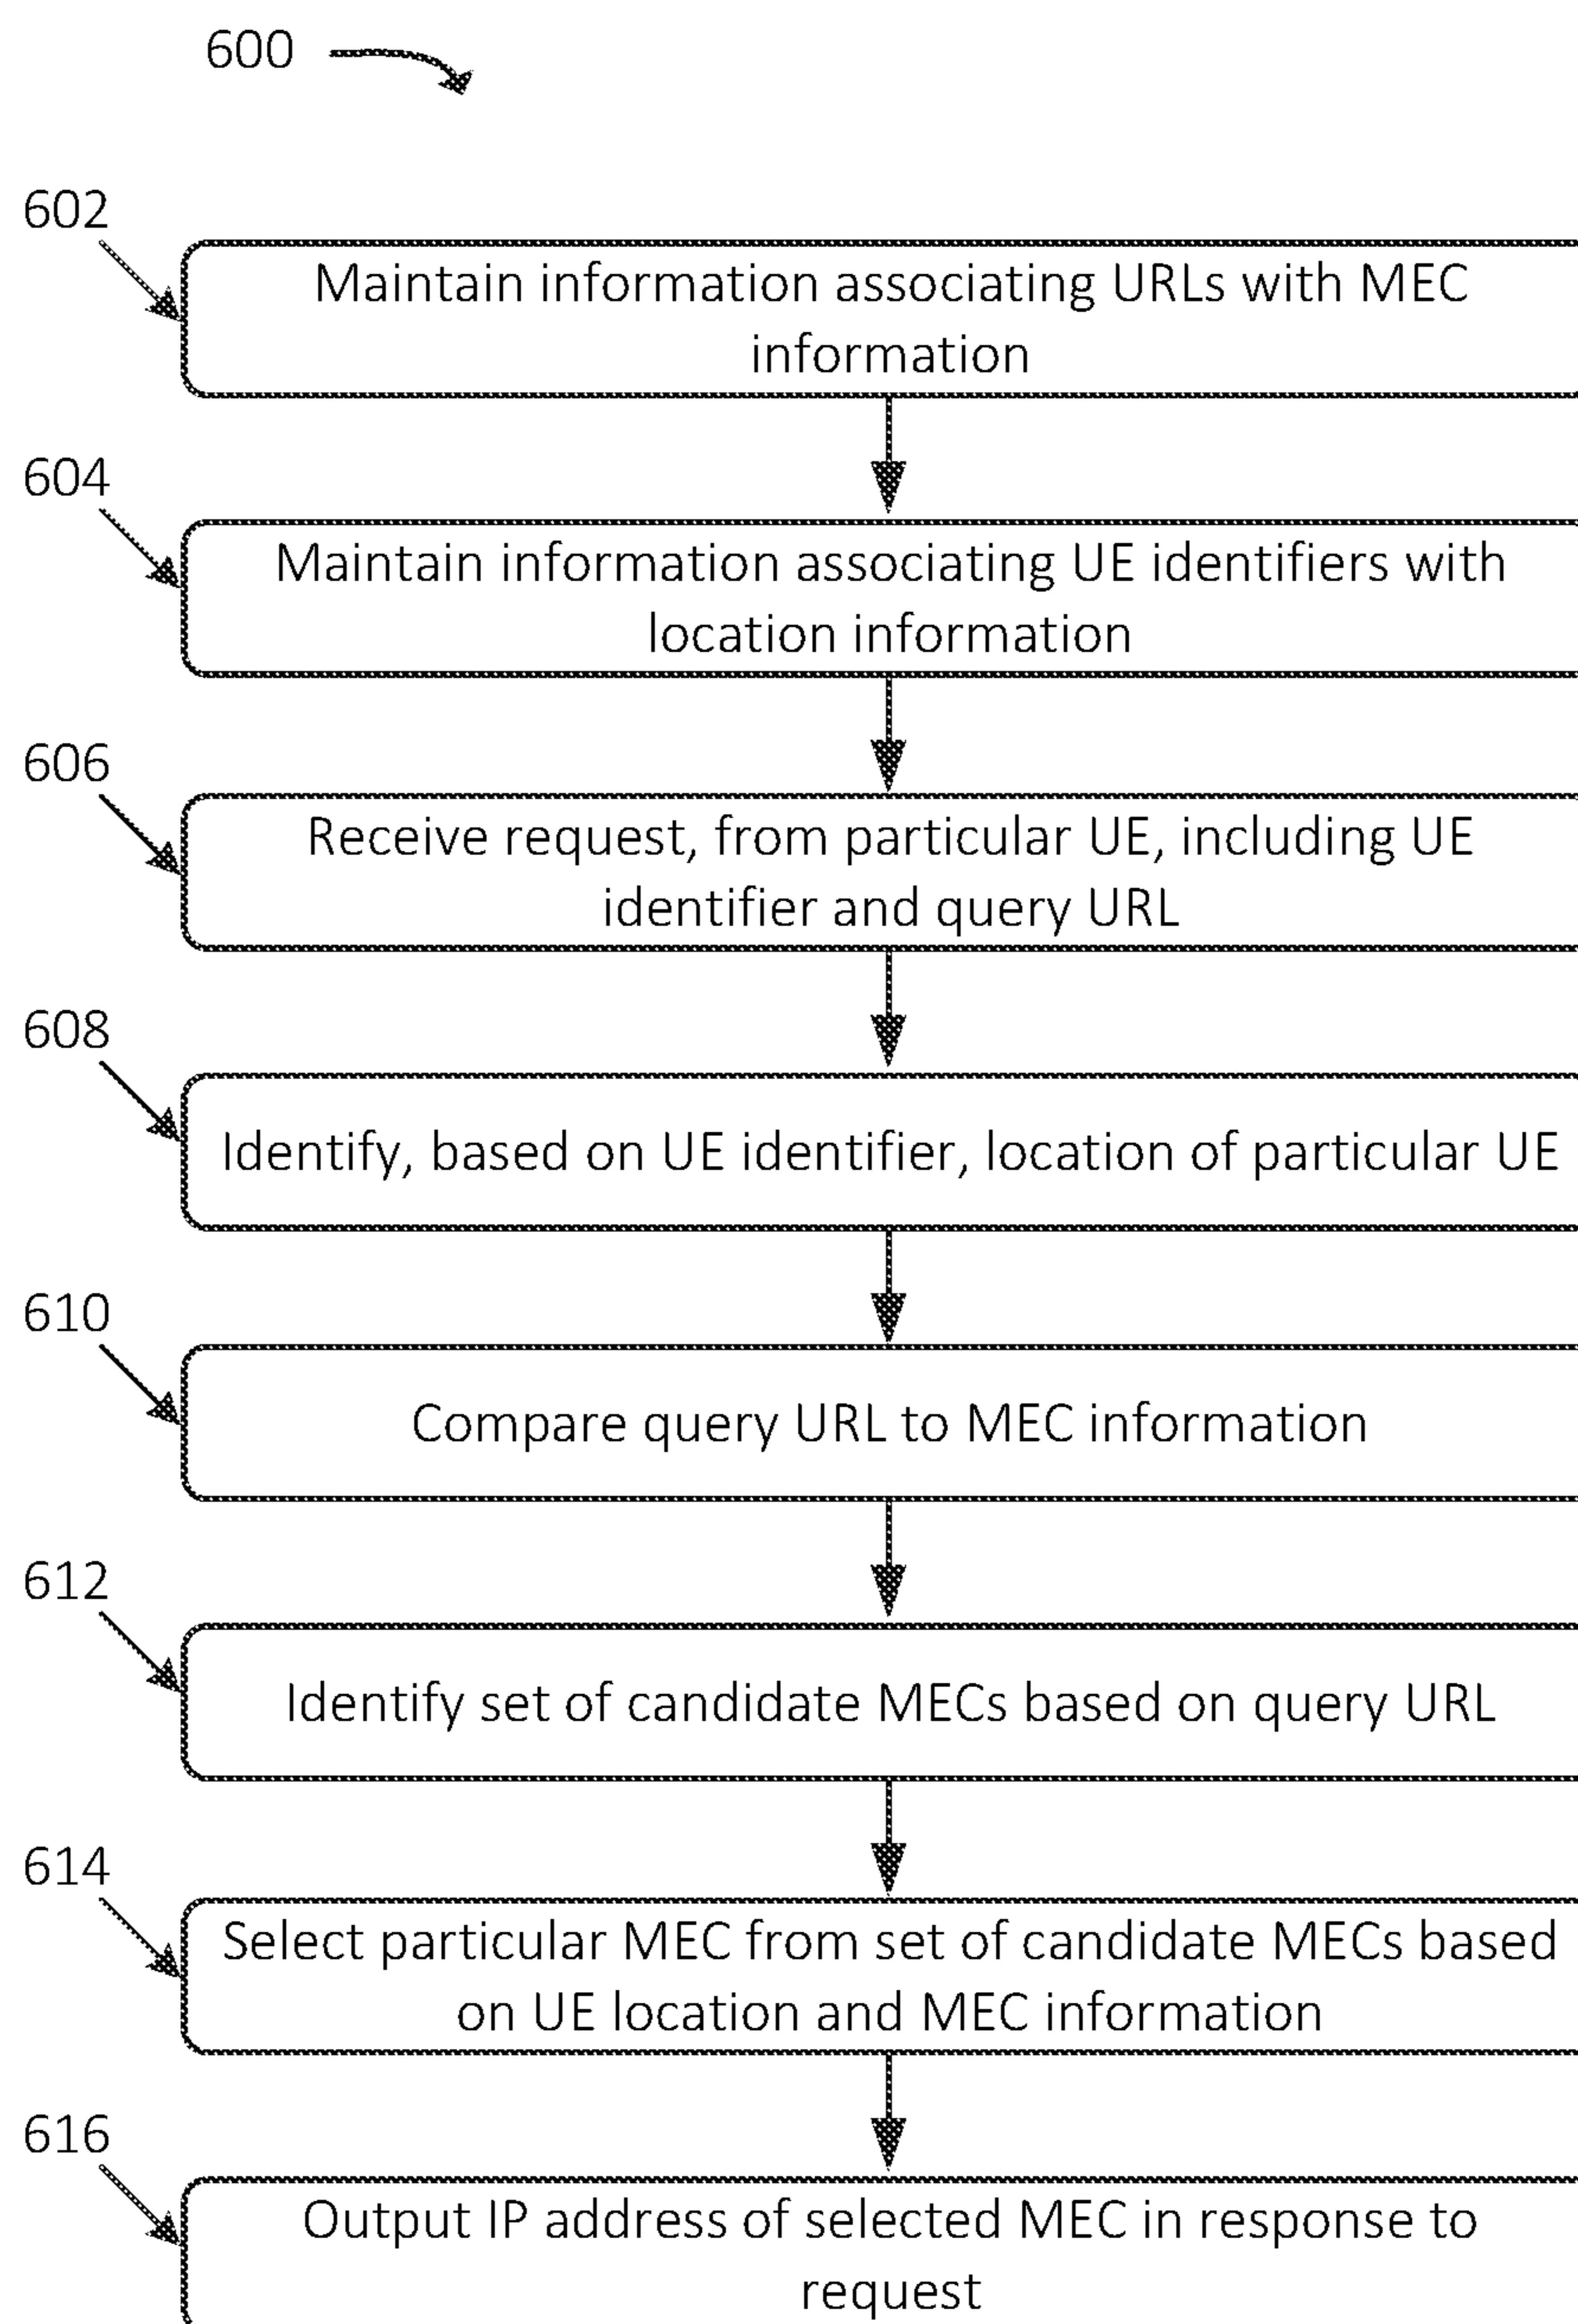 600
602
Maintain information associating URLs with MEC
information
604
Maintain information associating UE identifiers with
location information
606
Receive request, from particular UE, including UE
identifier and query URL
608
Identify, based on UE identifier, location of particular UE
610
Compare query URL to MEC information
612
Identify set of candidate MECs based on query URL
614
Select particular MEC from set of candidate MECs based
on UE location and MEC information
616
Output IP address of selected MEC in response to
request